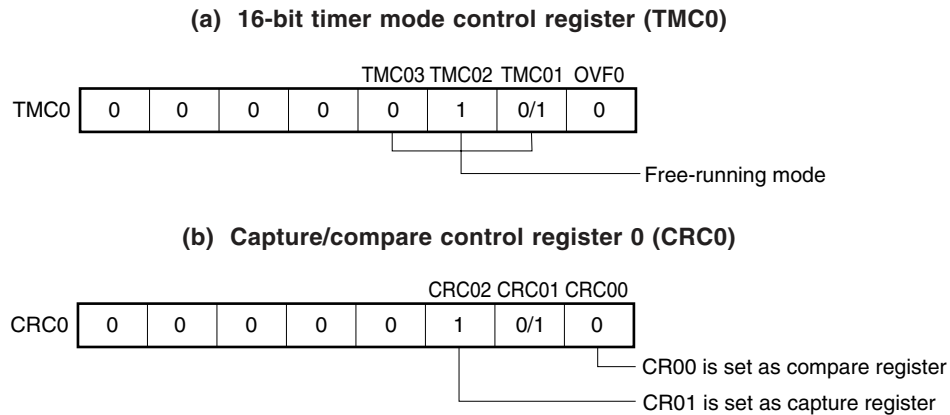 (a) 16-bit timer mode control register (TMC0)
TMC03 TMC02 TMC01 OVF0
TMC0 0 0 0 0 0 1 0/1 0
Free-running mode
(b) Capture/compare control register 0 (CRC0)
CRC02 CRC01 CRC00
CRC0 0 0 0 0 0 1 0/1 0
CR00 is set as compare register
CR01 is set as capture register